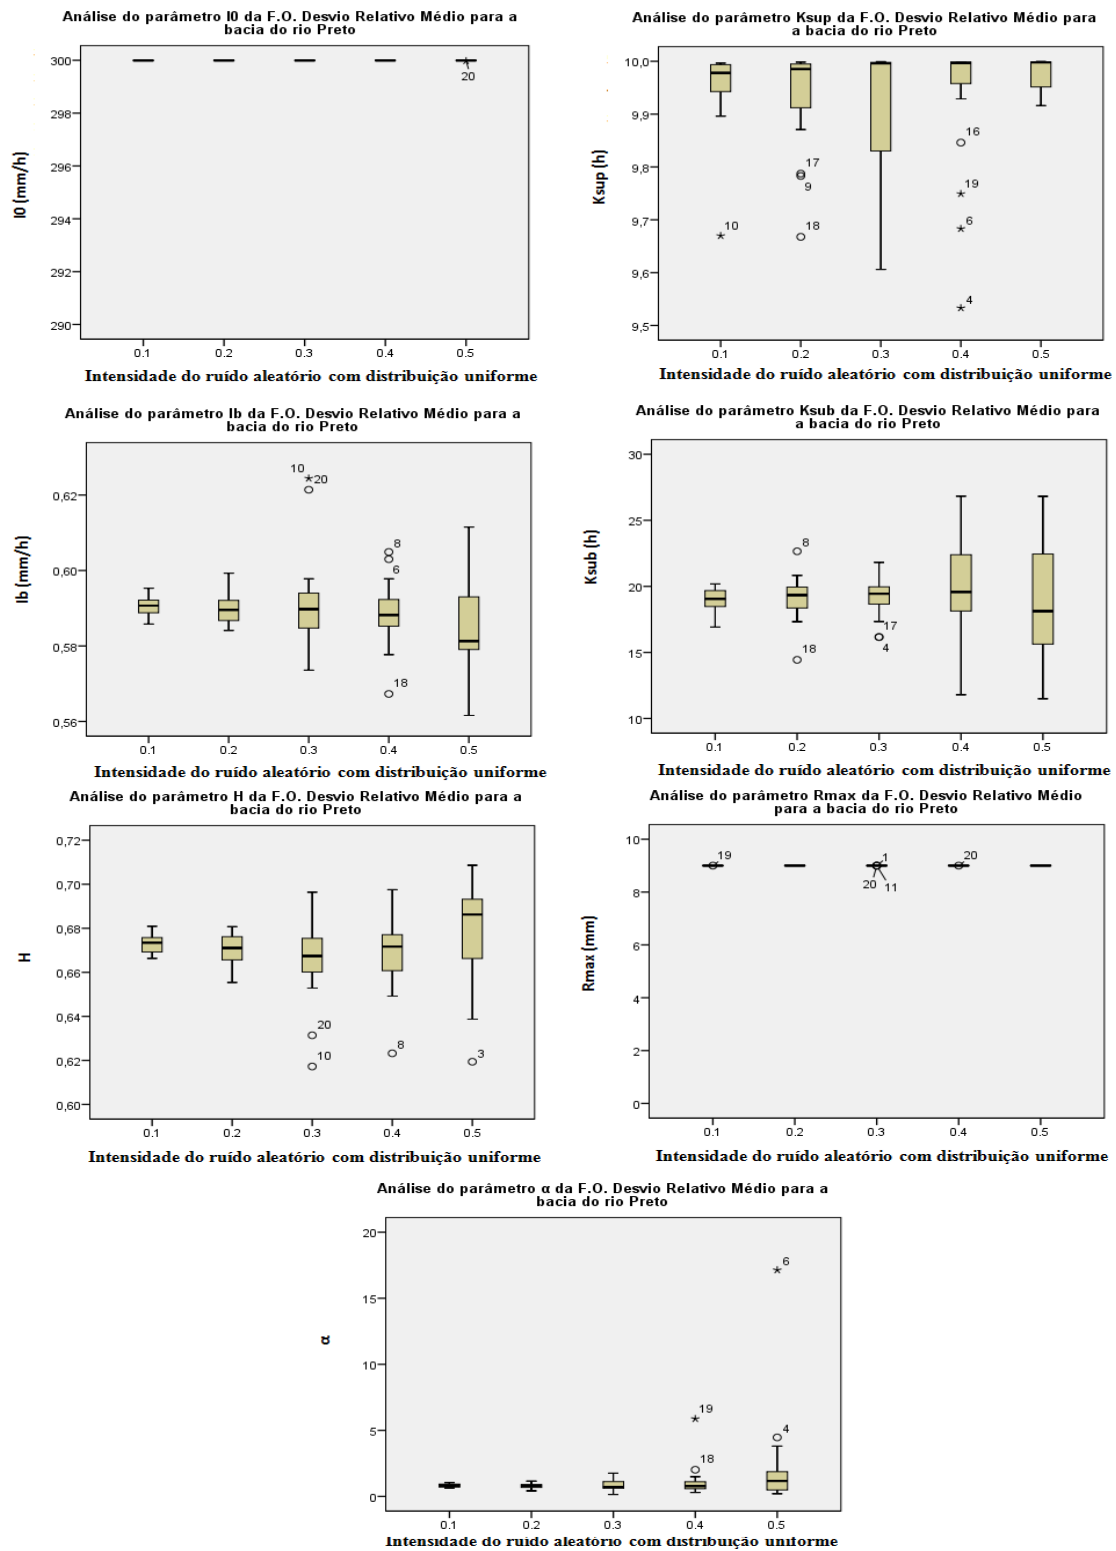 Análise do parâmetro I0 da F.O. Desvio Relativo Médio para a
bacia do rio Preto
I0 (mm/h)
300
298
296
294
292
290
20
0.1 0.2 0.3 0.4 0.5
Intensidade do ruído aleatório com distribuição uniforme
Análise do parâmetro Ksup da F.O. Desvio Relativo Médio para
a bacia do rio Preto
Ksup (h)
10,0
9,9
9,8
9,7
9,6
9,5
10
17
9
18
16
19
6
4
0.1 0.2 0.3 0.4 0.5
Intensidade do ruído aleatório com distribuição uniforme
Análise do parâmetro Ib da F.O. Desvio Relativo Médio para a
bacia do rio Preto
Ib (mm/h)
0,62
0,60
0,58
0,56
10
20
8
6
18
0.1 0.2 0.3 0.4 0.5
Intensidade do ruído aleatório com distribuição uniforme
Análise do parâmetro Ksub da F.O. Desvio Relativo Médio para
a bacia do rio Preto
Ksub (h)
30
25
20
15
10
8
18
17
4
0.1 0.2 0.3 0.4 0.5
Intensidade do ruído aleatório com distribuição uniforme
Análise do parâmetro H da F.O. Desvio Relativo Médio para a
bacia do rio Preto
H
0,72
0,70
0,68
0,66
0,64
0,62
0,60
20
10
8
3
0.1 0.2 0.3 0.4 0.5
Intensidade do ruído aleatório com distribuição uniforme
Análise do parâmetro Rmax da F.O. Desvio Relativo Médio
para a bacia do rio Preto
Rmax (mm)
10
8
6
4
2
0
19
1
20
11
20
0.1 0.2 0.3 0.4 0.5
Intensidade do ruído aleatório com distribuição uniforme
Análise do parâmetro α da F.O. Desvio Relativo Médio para a
bacia do rio Preto
α
20
15
10
5
0
19
18
6
4
0.1 0.2 0.3 0.4 0.5
Intensidade do ruído aleatório com distribuição uniforme